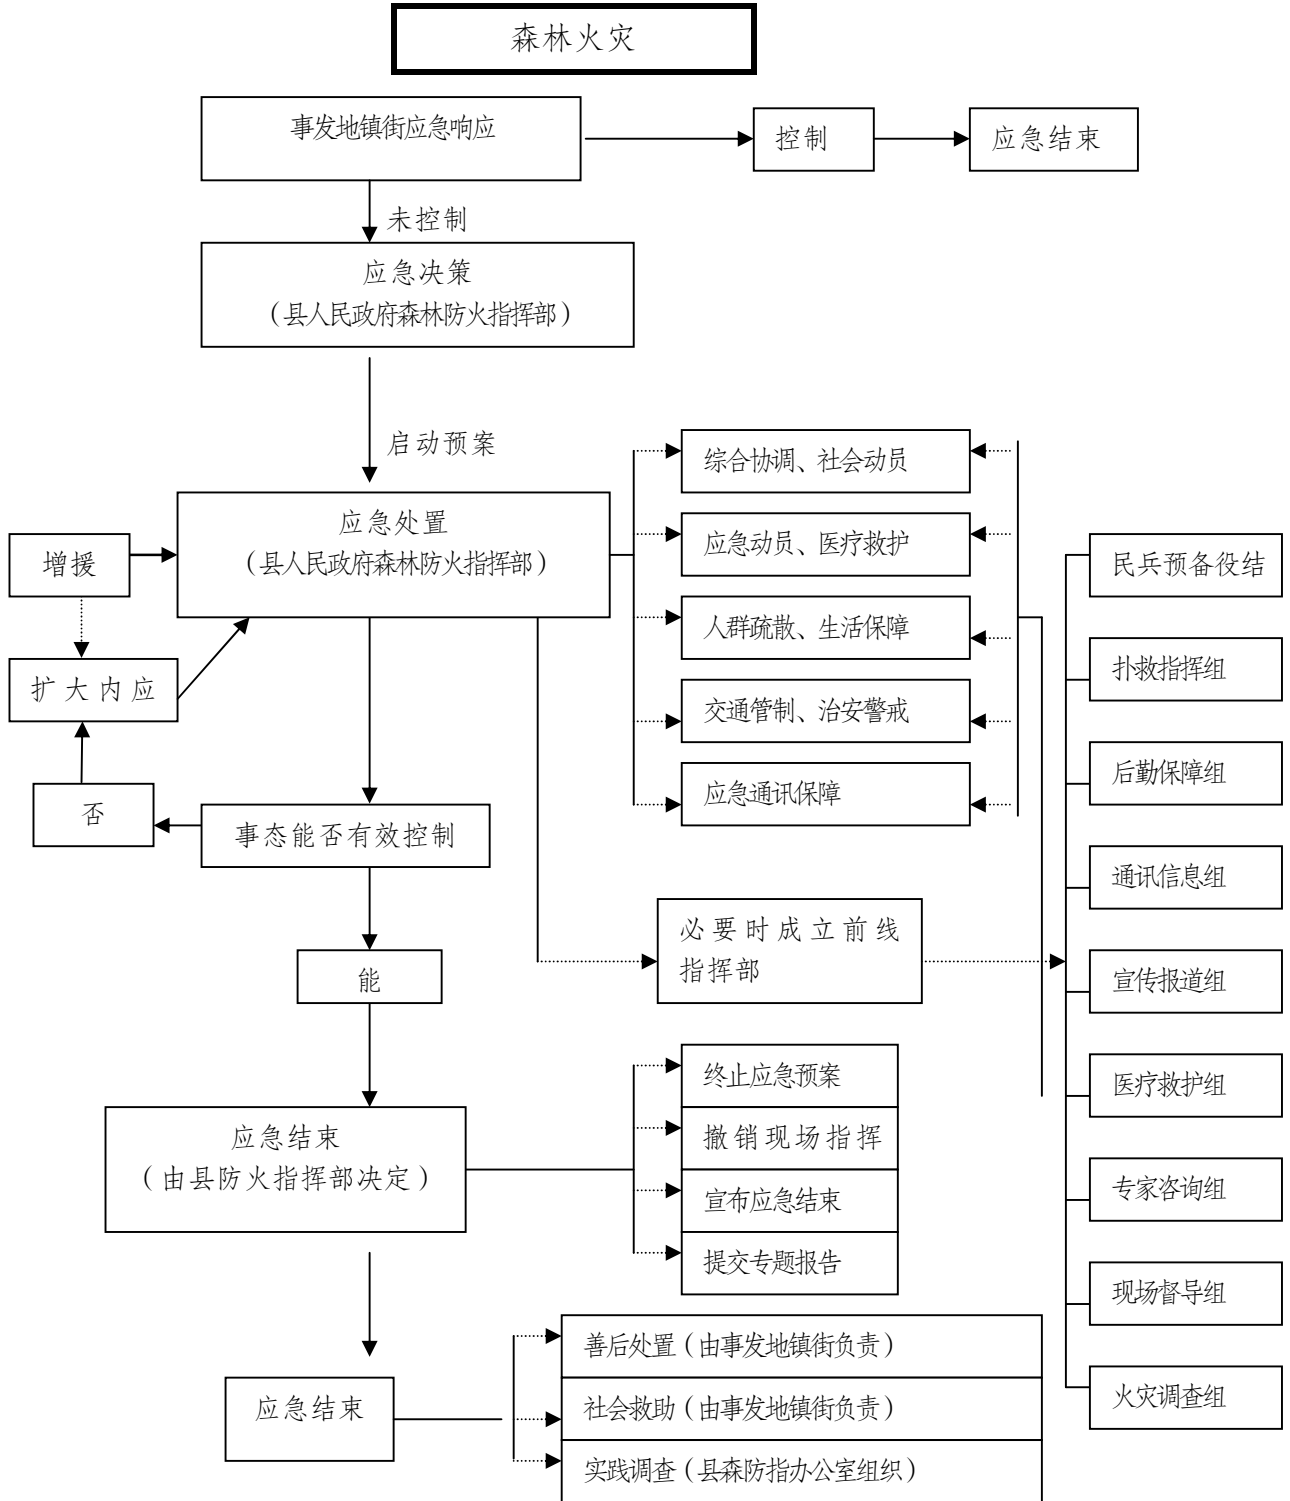 森林火灾
事发地镇街应急响应
控制
应急结束
未控制
应急决策
（县人民政府森林防火指挥部）
启动预案
应急处置
（县人民政府森林防火指挥部）
增援
扩大内应
否
事态能否有效控制
能
综合协调、社会动员
应急动员、医疗救护
人群疏散、生活保障
交通管制、治安警戒
应急通讯保障
必要时成立前线
指挥部
民兵预备役结
扑救指挥组
后勤保障组
通讯信息组
宣传报道组
医疗救护组
专家咨询组
现场督导组
火灾调查组
应急结束
（由县防火指挥部决定）
终止应急预案
撤销现场指挥
宣布应急结束
提交专题报告
应急结束
善后处置（由事发地镇街负责）
社会救助（由事发地镇街负责）
实践调查（县森防指办公室组织）